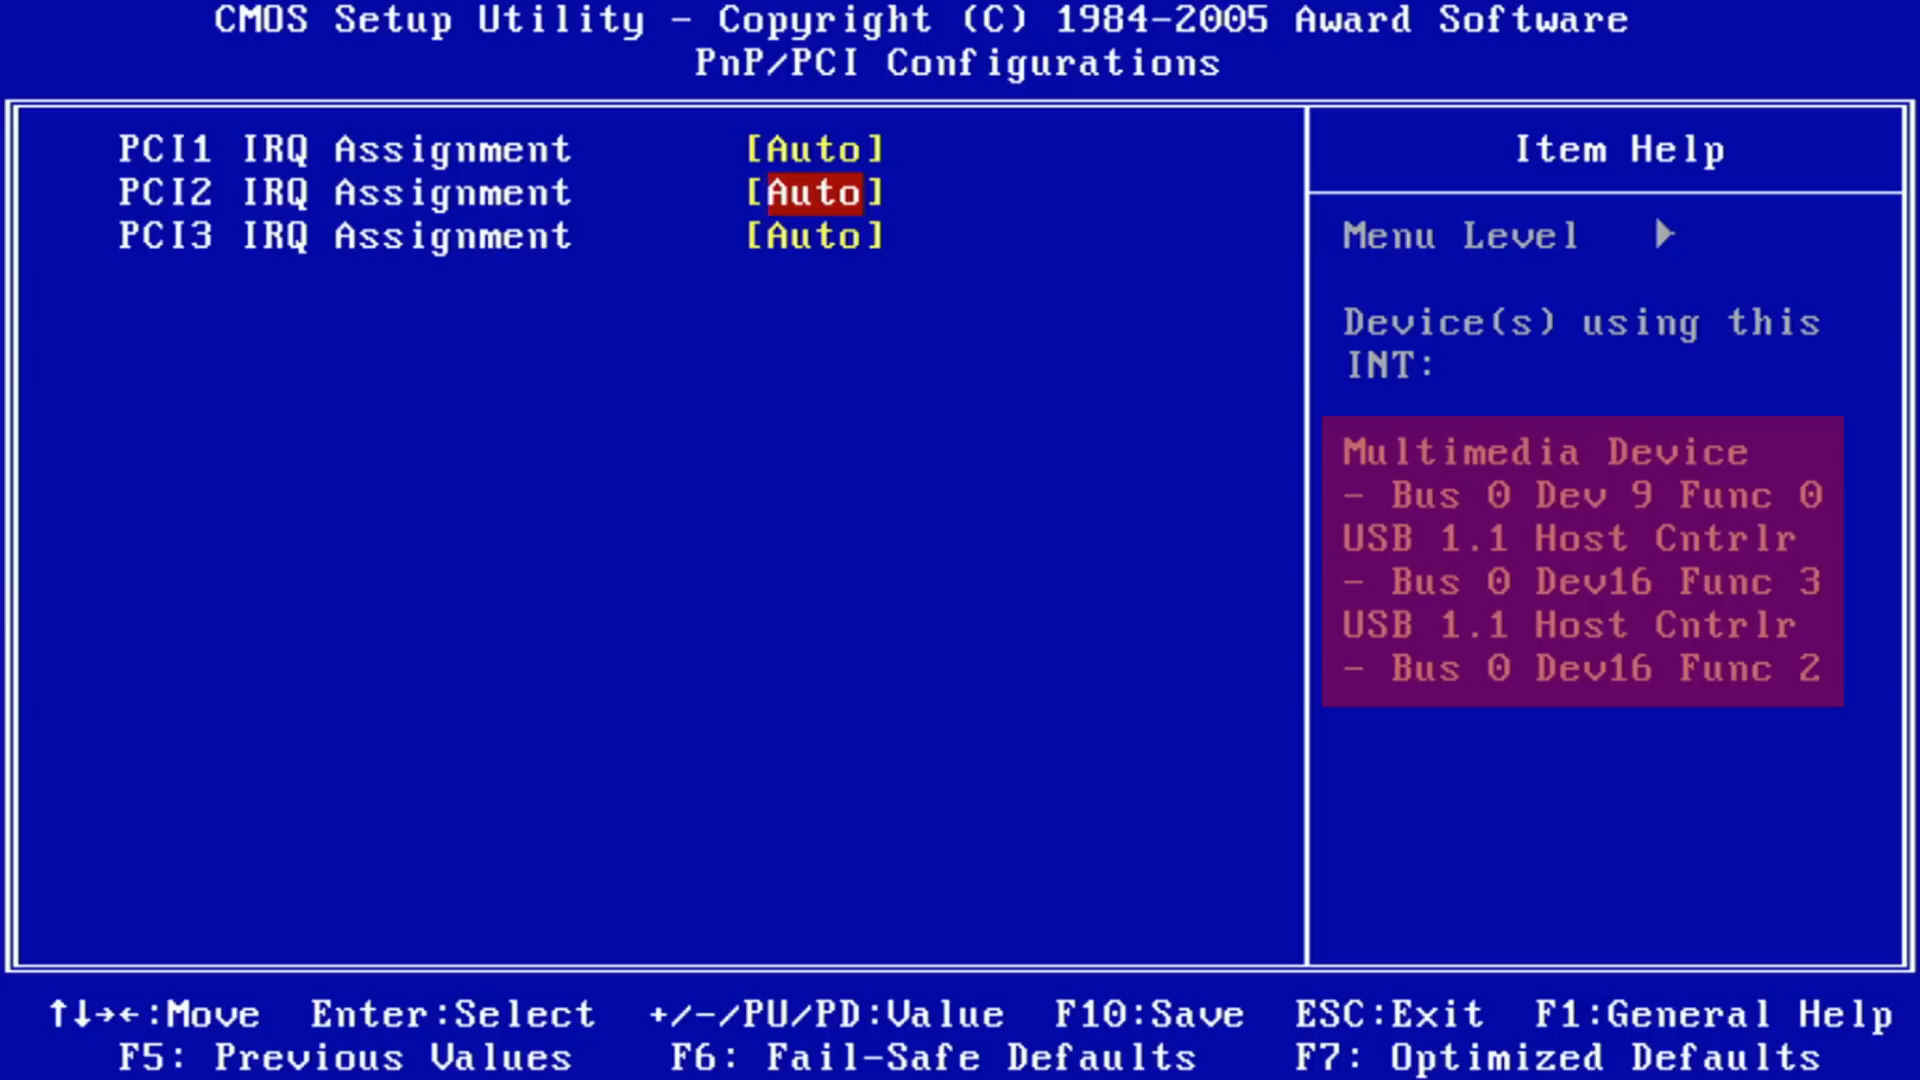 CMOS Setup Utility - Copyright (C) 1984-2005 Award Software
PnP/PCI Configurations
PCI1 IRQ Assignment [Auto]
PCI2 IRQ Assignment [Auto]
PCI3 IRQ Assignment [Auto]
Item Help
Menu Level ▶
Device(s) using this
INT:
Multimedia Device
- Bus 0 Dev 9 Func 0
USB 1.1 Host Cntrlr
- Bus 0 Dev16 Func 3
USB 1.1 Host Cntrlr
- Bus 0 Dev16 Func 2
↑↓→←:Move Enter:Select +/-/PU/PD:Value F10:Save ESC:Exit F1:General Help
F5: Previous Values F6: Fail-Safe Defaults F7: Optimized Defaults